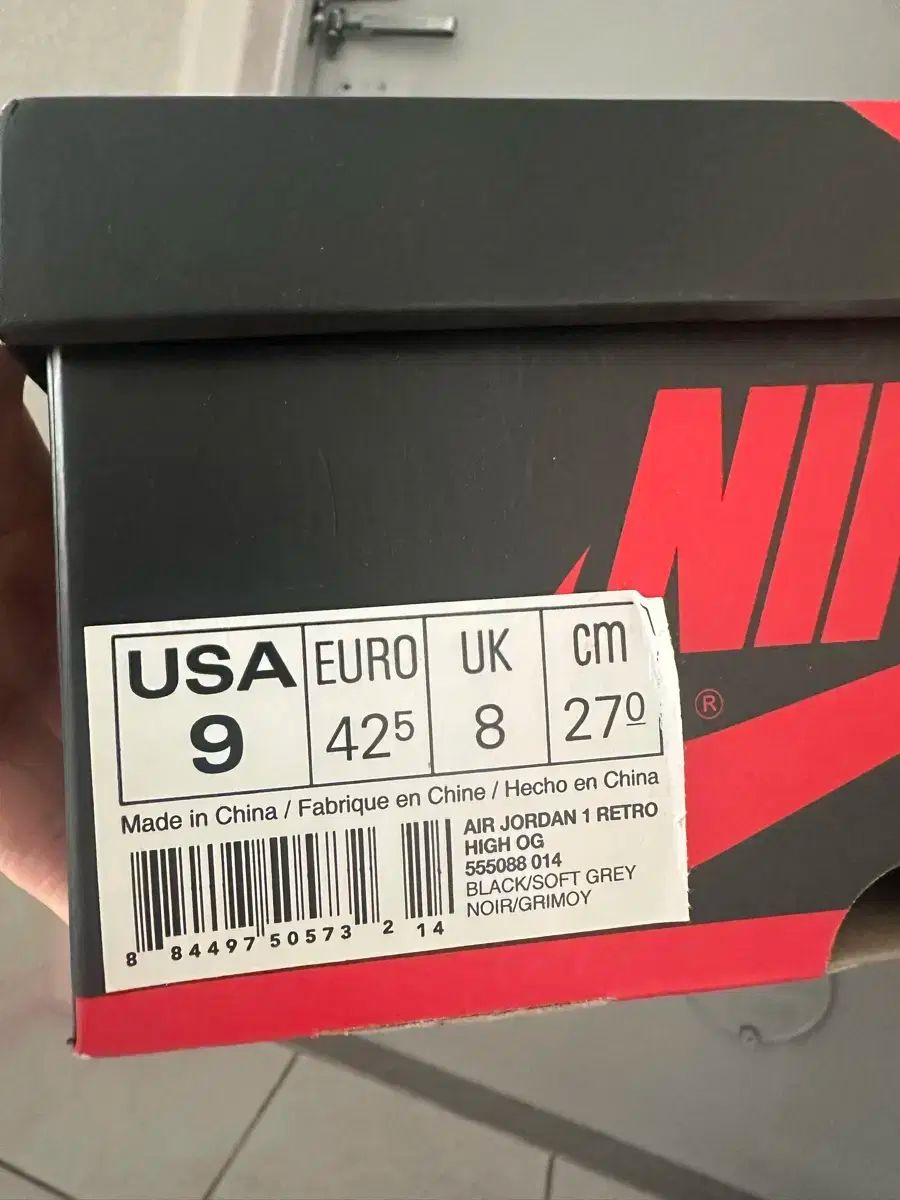 NI
®
USA EURO UK cm
9 42⁵ 8 27⁰
Made in China / Fabrique en Chine / Hecho en China
AIR JORDAN 1 RETRO
HIGH OG
555088 014
BLACK/SOFT GREY
NOIR/GRIMOY
8 84497 50573 2 14